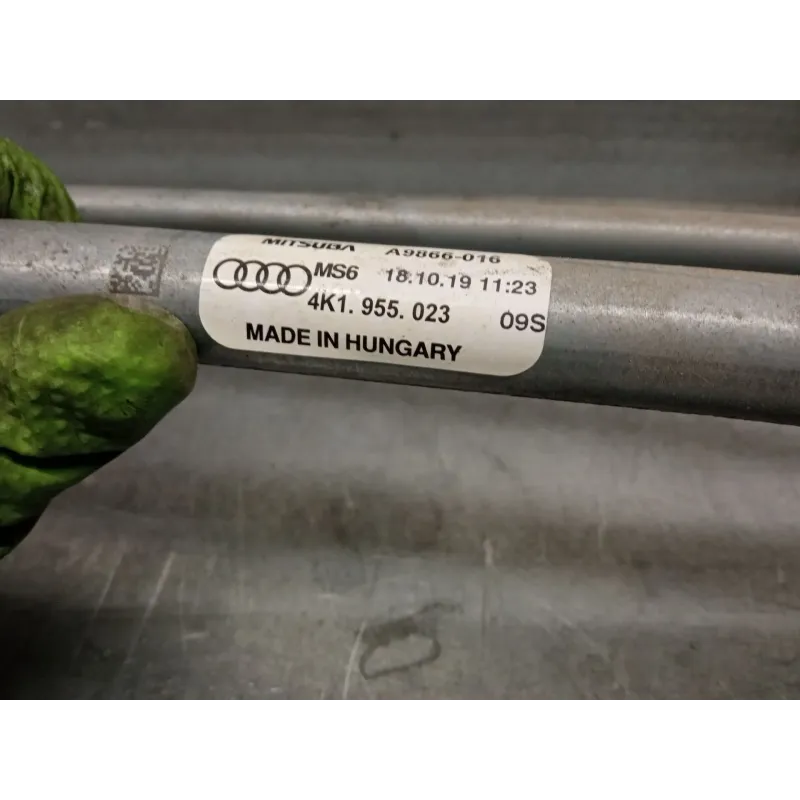 MITSUBA A9866-016
MS6 18.10.19 11:23
4K1. 955. 023 09S
MADE IN HUNGARY